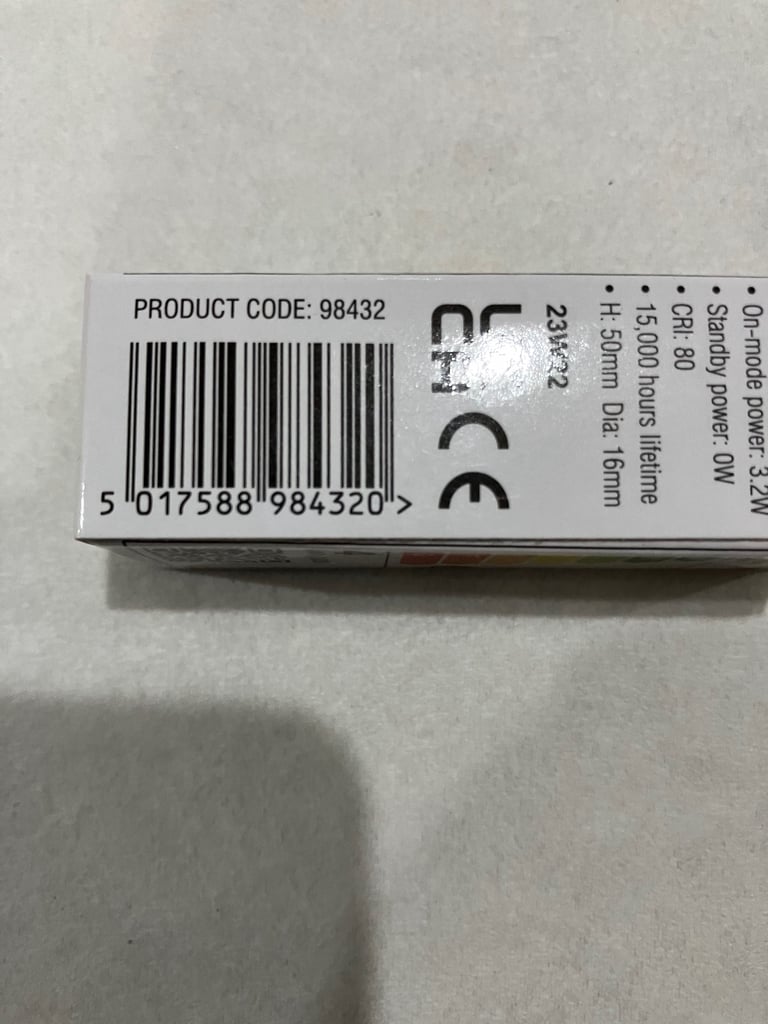 PRODUCT CODE: 98432
5 017588 984320 >
UK
CA
CE
• On-mode power: 3.2W
• Standby power: 0W
• CRI: 80
• 15,000 hours lifetime
• H: 50mm Dia: 16mm